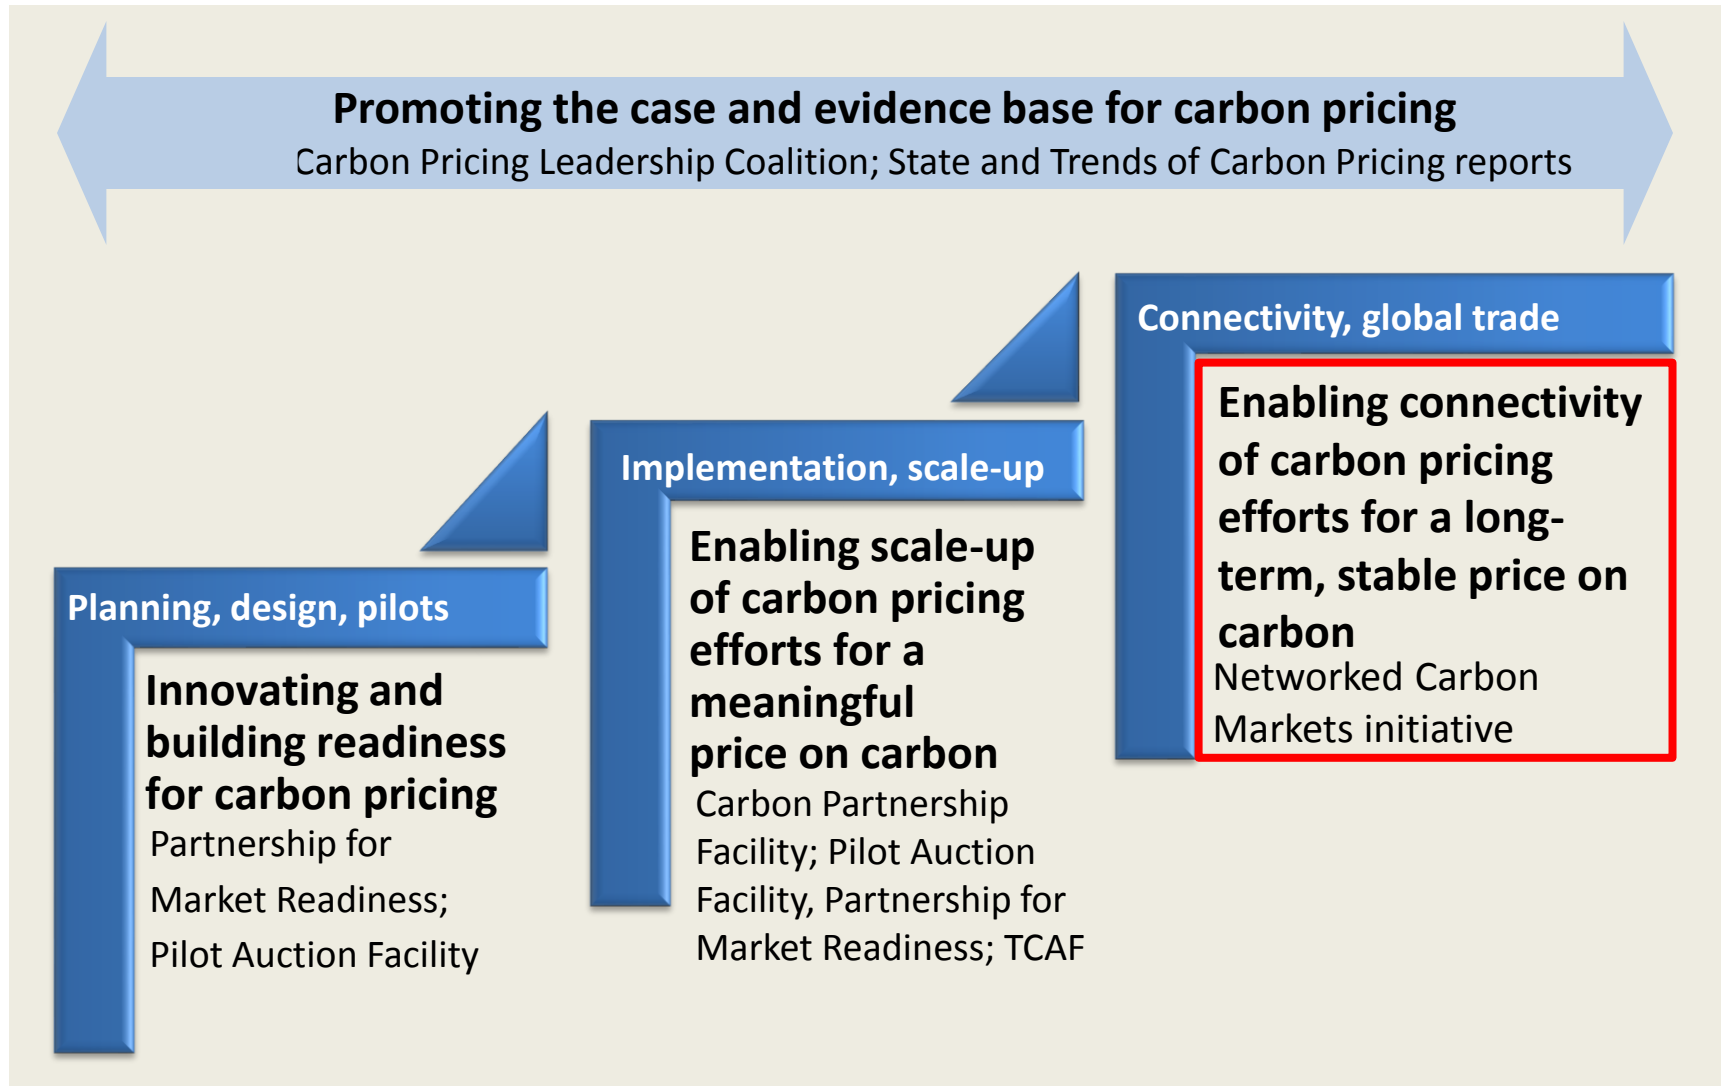 Promoting the case and evidence base for carbon pricing
Carbon Pricing Leadership Coalition; State and Trends of Carbon Pricing reports
Planning, design, pilots
Innovating and
building readiness
for carbon pricing
Partnership for
Market Readiness;
Pilot Auction Facility
Implementation, scale-up
Enabling scale-up
of carbon pricing
efforts for a
meaningful
price on carbon
Carbon Partnership
Facility; Pilot Auction
Facility, Partnership for
Market Readiness; TCAF
Connectivity, global trade
Enabling connectivity
of carbon pricing
efforts for a long-
term, stable price on
carbon
Networked Carbon
Markets initiative